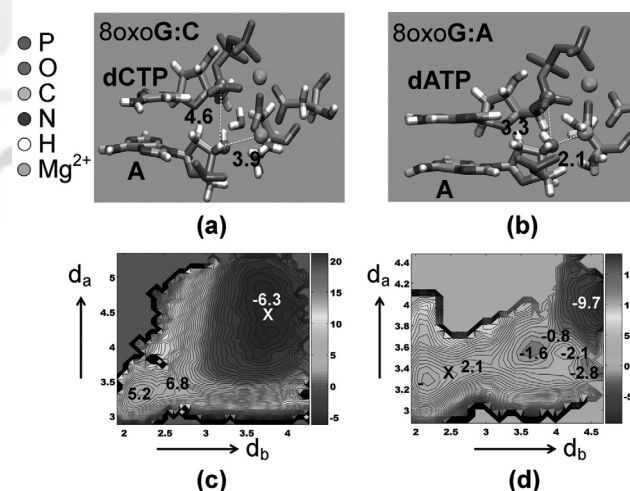 8oxoG:C
8oxoG:A
P
O
C
N
H
Mg2+
dCTP
4.6
3.9
A
dATP
3.3
2.1
A
(a)
(b)
da
5
4.5
4
3.5
3
-6.3
X
5.2
6.8
2
2.5
3
3.5
4
20
15
10
5
0
-5
db
(c)
da
4.4
4.2
4
3.8
3.6
3.4
3.2
3
-9.7
-0.8
-1.6
-2.1
-2.8
X
2.1
-
2
2.5
3
3.5
4
4.5
db
(d)